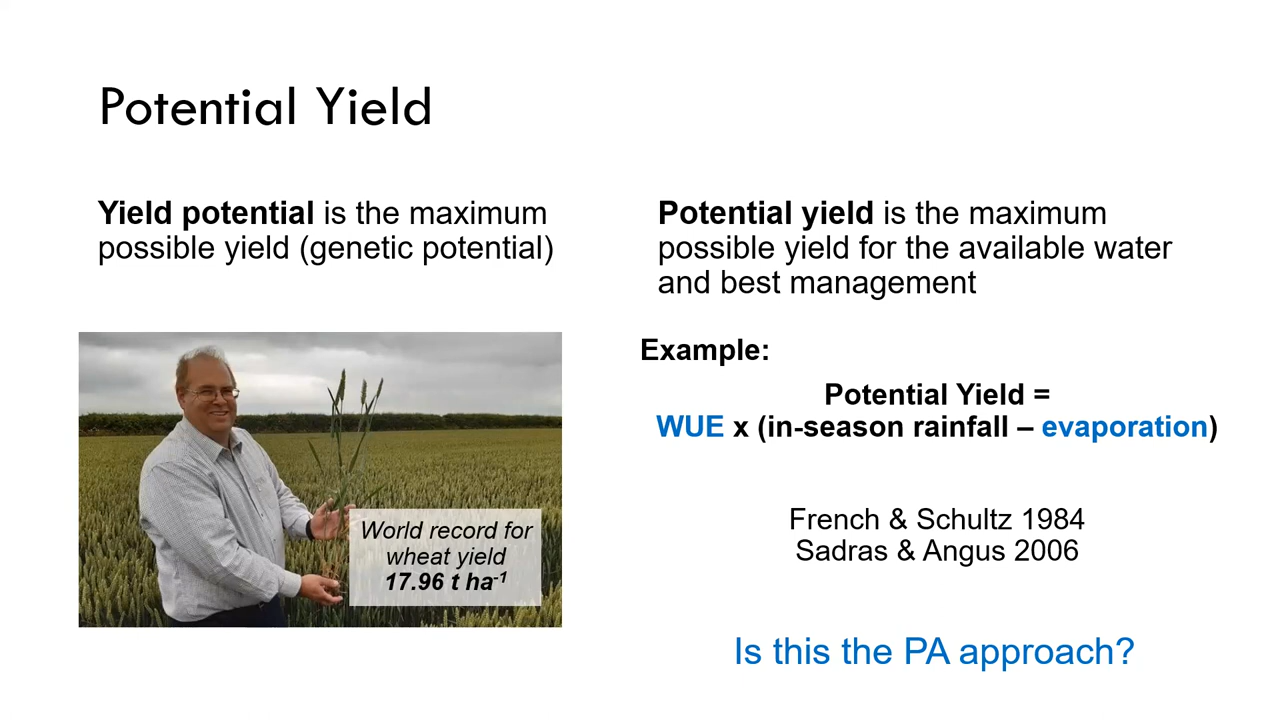 Potential Yield
Yield potential is the maximum
possible yield (genetic potential)
World record for
wheat yield
17.96 t ha⁻¹
Potential yield is the maximum
possible yield for the available water
and best management
Example:
Potential Yield =
WUE x (in-season rainfall – evaporation)
French & Schultz 1984
Sadras & Angus 2006
Is this the PA approach?